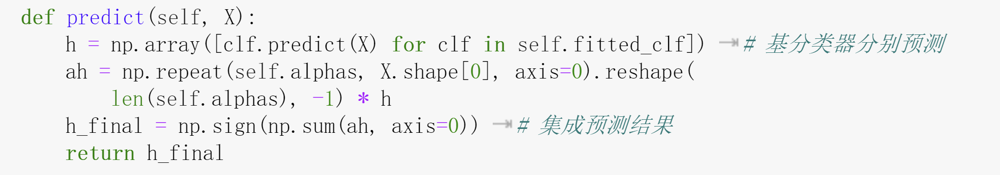 def predict(self, X):
    h = np.array([clf.predict(X) for clf in self.fitted_clf]) # 基分类器分别预测
    ah = np.repeat(self.alphas, X.shape[0], axis=0).reshape(
        len(self.alphas), -1) * h
    h_final = np.sign(np.sum(ah, axis=0)) # 集成预测结果
    return h_final